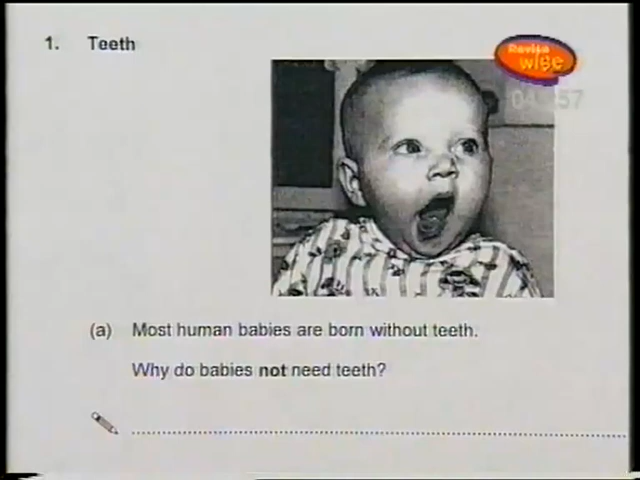 1. Teeth
Revise
wise
(a) Most human babies are born without teeth.
Why do babies not need teeth?